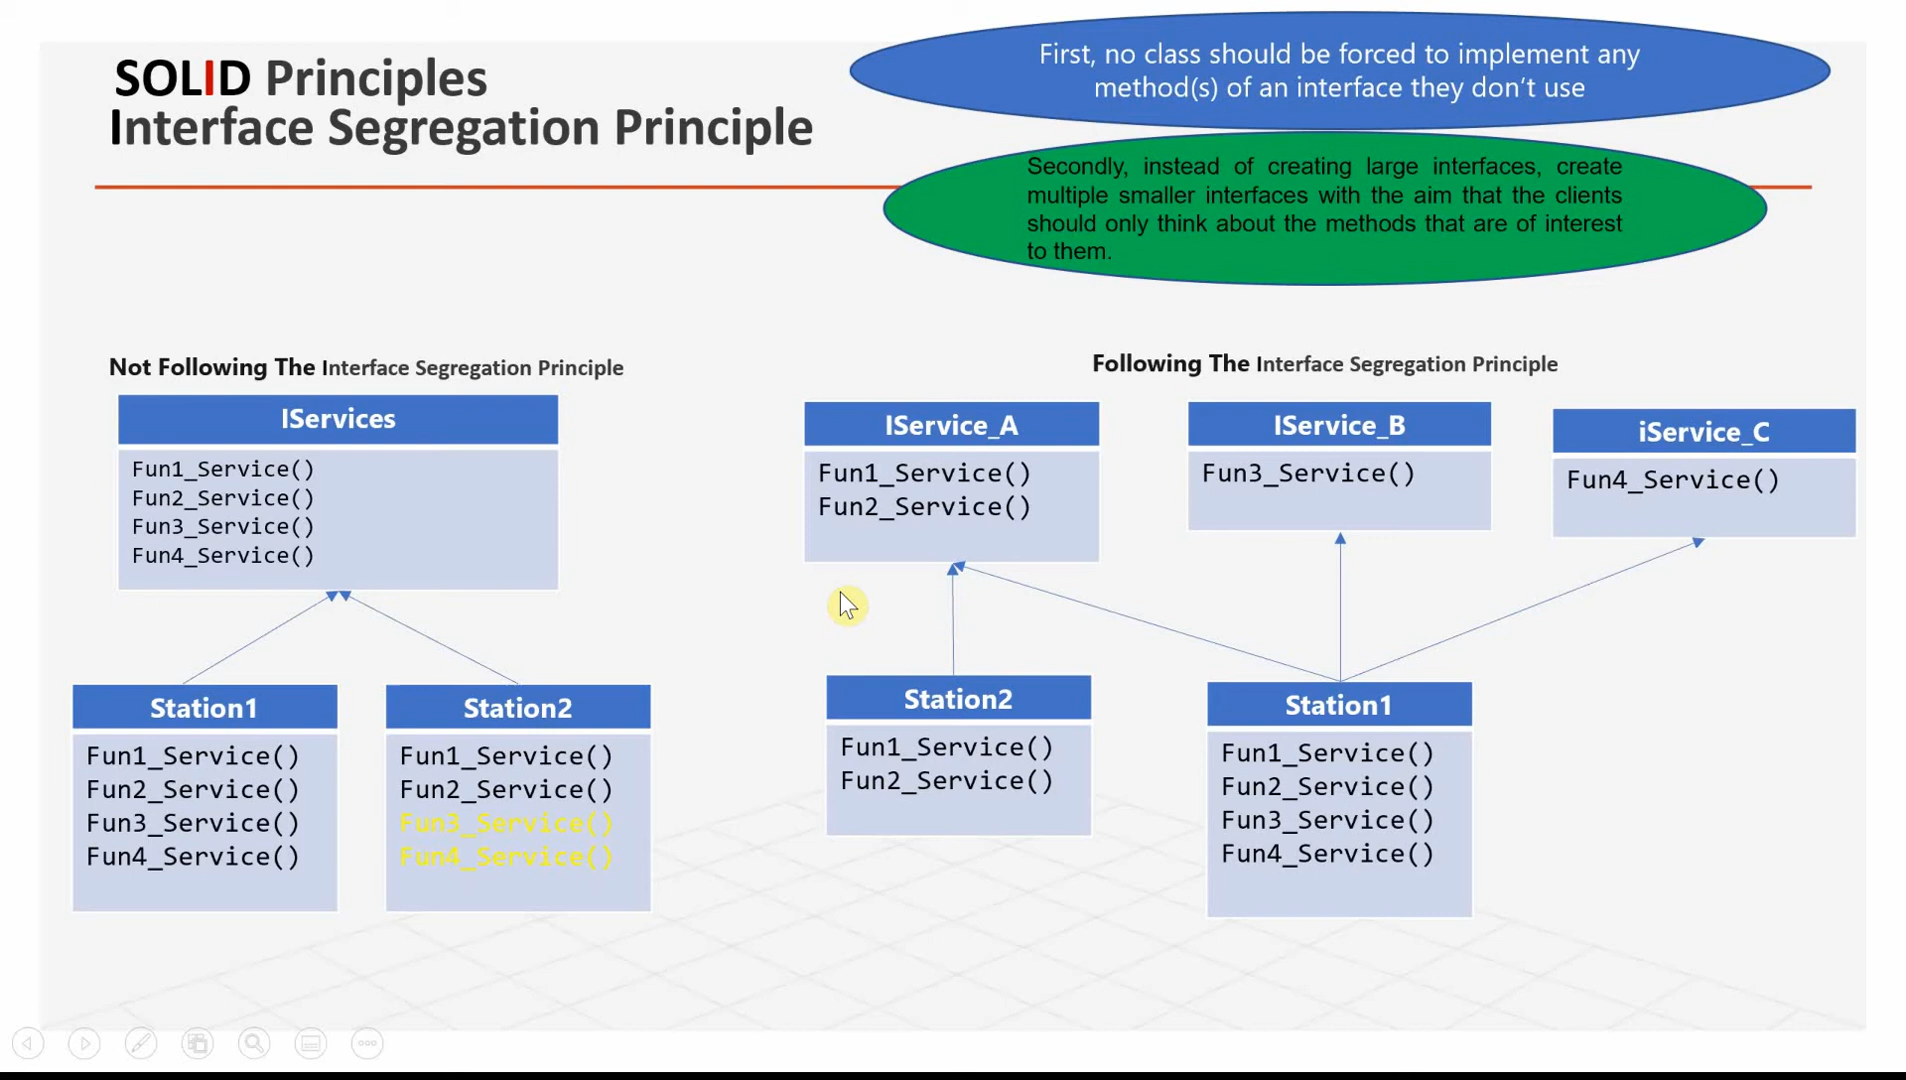 SOLID Principles
Interface Segregation Principle
First, no class should be forced to implement any
method(s) of an interface they don't use
Secondly, instead of creating large interfaces, create
multiple smaller interfaces with the aim that the clients
should only think about the methods that are of interest
to them.
Not Following The Interface Segregation Principle
IServices
Fun1_Service()
Fun2_Service()
Fun3_Service()
Fun4_Service()
Station1
Fun1_Service()
Fun2_Service()
Fun3_Service()
Fun4_Service()
Station2
Fun1_Service()
Fun2_Service()
Fun3_Service()
Fun4_Service()
Following The Interface Segregation Principle
IService_A
Fun1_Service()
Fun2_Service()
IService_B
Fun3_Service()
iService_C
Fun4_Service()
Station2
Fun1_Service()
Fun2_Service()
Station1
Fun1_Service()
Fun2_Service()
Fun3_Service()
Fun4_Service()